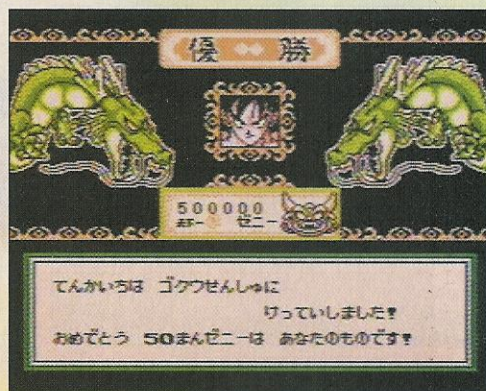 優勝
500000
ゼニー
てんかいちは ゴクウせんしゅに
けっていしました！
おめでとう 50まんゼニーは あなたのものです！